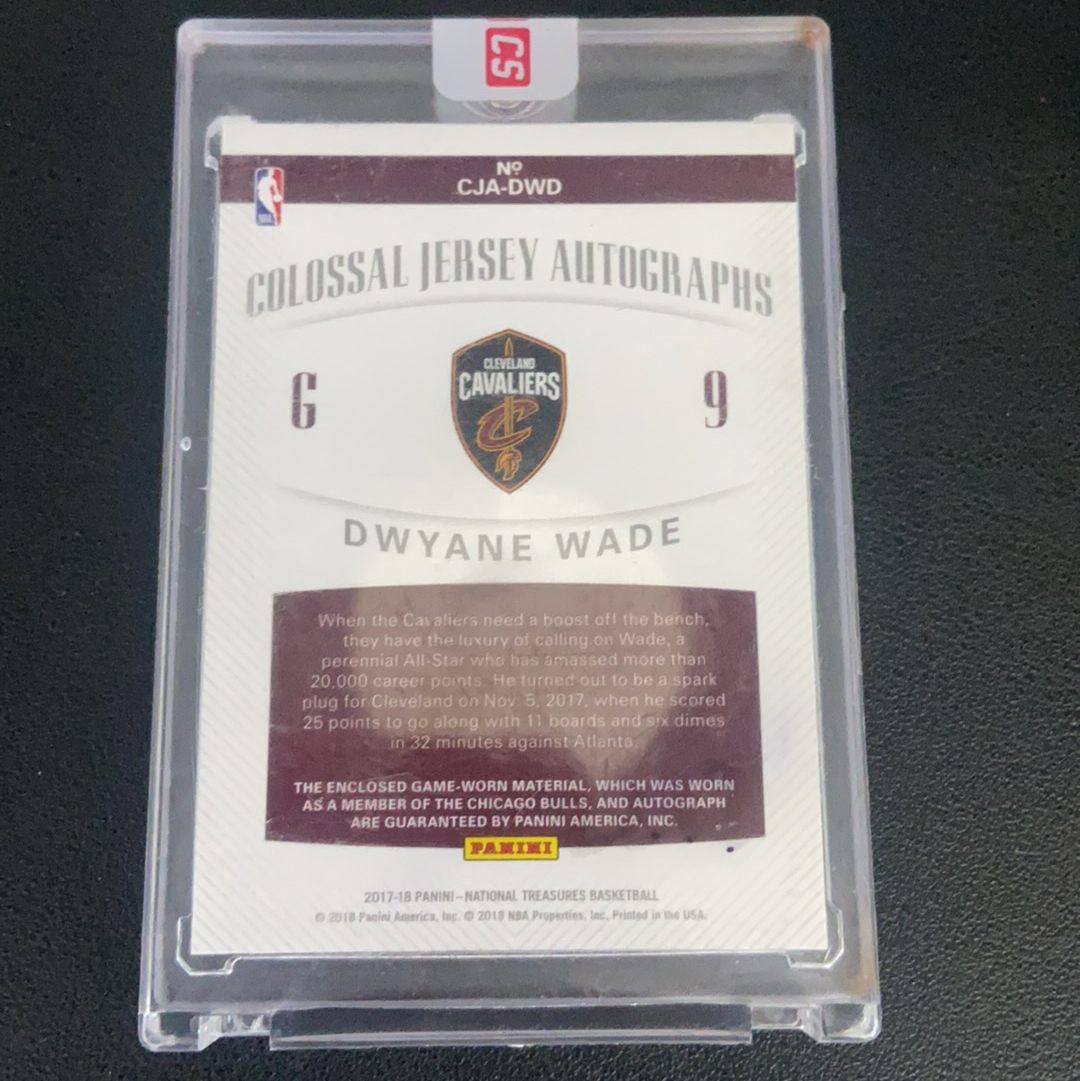 CS
Nº
CJA-DWD
NBA
COLOSSAL JERSEY AUTOGRAPHS
CLEVELAND
CAVALIERS
C
G 9
DWYANE WADE
When the Cavaliers need a boost off the bench,
they have the luxury of calling on Wade, a
perennial All-Star who has amassed more than
20,000 career points. He turned out to be a spark
plug for Cleveland on Nov. 5, 2017, when he scored
25 points to go along with 11 boards and six dimes
in 32 minutes against Atlanta.
THE ENCLOSED GAME-WORN MATERIAL, WHICH WAS WORN
AS A MEMBER OF THE CHICAGO BULLS, AND AUTOGRAPH
ARE GUARANTEED BY PANINI AMERICA, INC.
PANINI
2017-18 PANINI – NATIONAL TREASURES BASKETBALL
© 2018 Panini America, Inc. © 2018 NBA Properties, Inc. Printed in the USA.